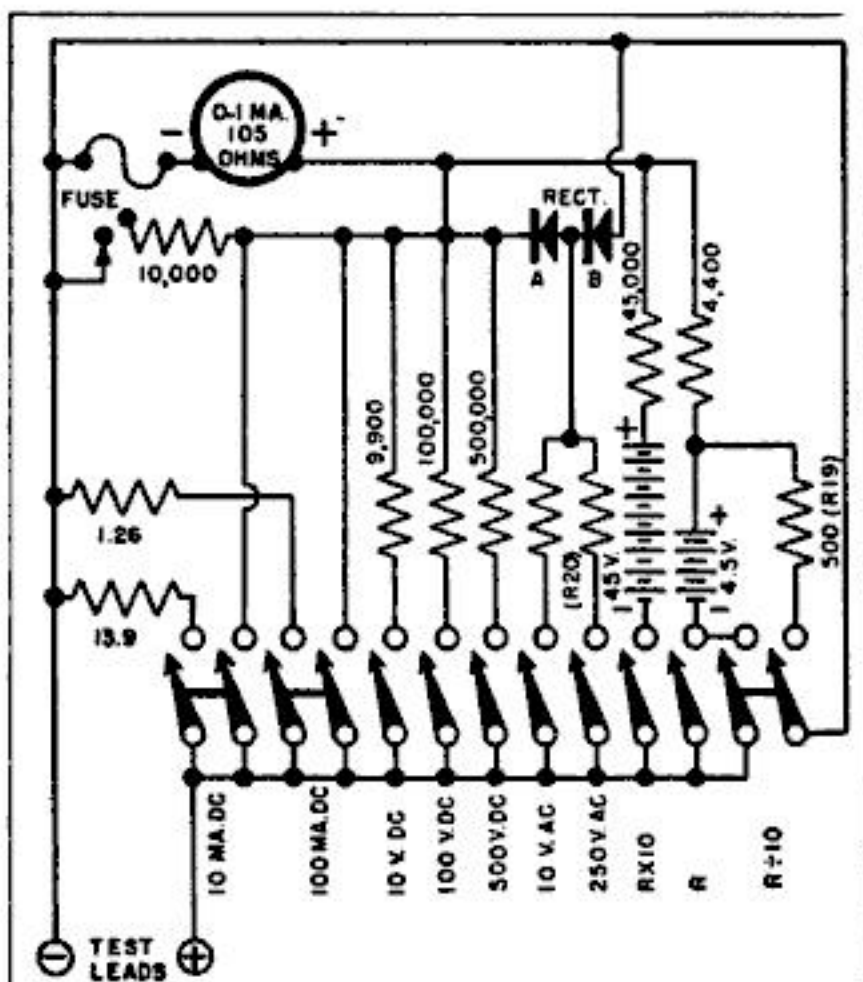 0-1 MA.
105
OHMS
- +
FUSE
10,000
RECT.
A B
45,000
4,400
9,900
100,000
500,000
(R20)
+
45 V.
-
+
4.5 V.
-
500 (R19)
1.26
13.9
10 MA. DC
100 MA. DC
10 V. DC
100 V. DC
500 V. DC
10 V. AC
250 V. AC
RX10
R
R÷10
- TEST LEADS +